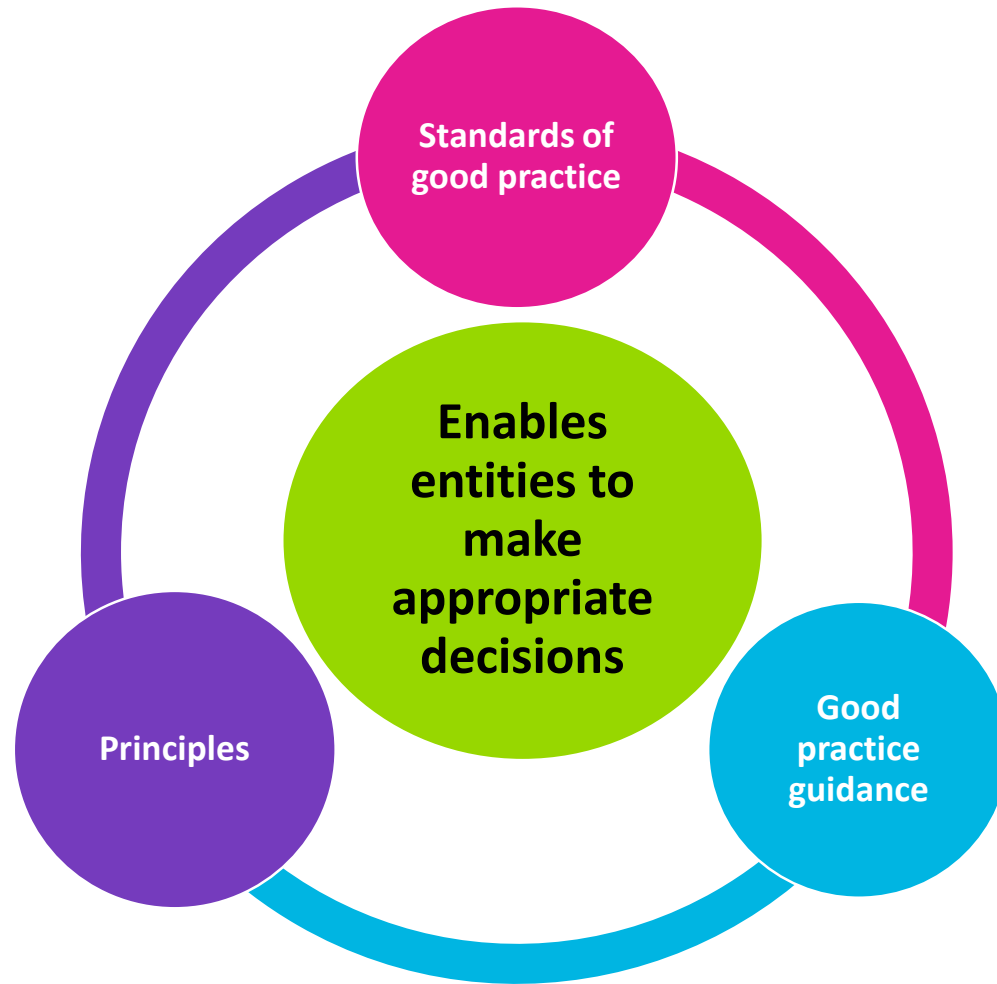 Standards of
good practice
Enables
entities to
make
appropriate
decisions
Principles
Good
practice
guidance